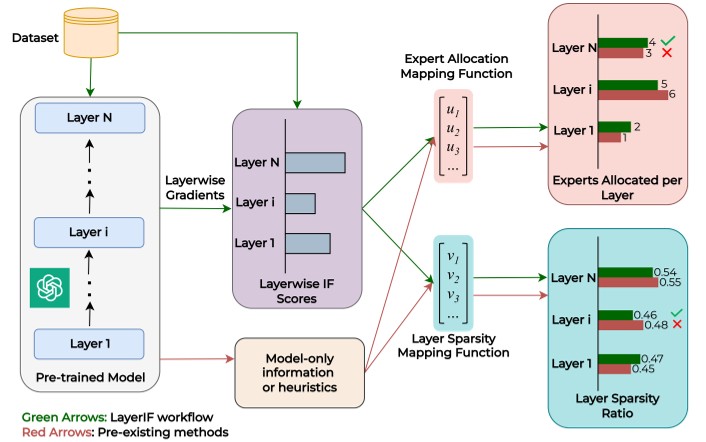 Dataset
Layer N
Layer i
Layer 1
Pre-trained Model
Layerwise
Gradients
Layer N
Layer i
Layer 1
Layerwise IF
Scores
Model-only
information
or heuristics
Expert Allocation
Mapping Function
u1
u2
u3
...
v1
v2
v3
...
Layer Sparsity
Mapping Function
Layer N
4
3
Layer i
5
6
Layer 1
2
1
Experts Allocated per
Layer
Layer N
0.54
0.55
Layer i
0.46
0.48
Layer 1
0.47
0.45
Layer Sparsity
Ratio
Green Arrows: LayerIF workflow
Red Arrows: Pre-existing methods